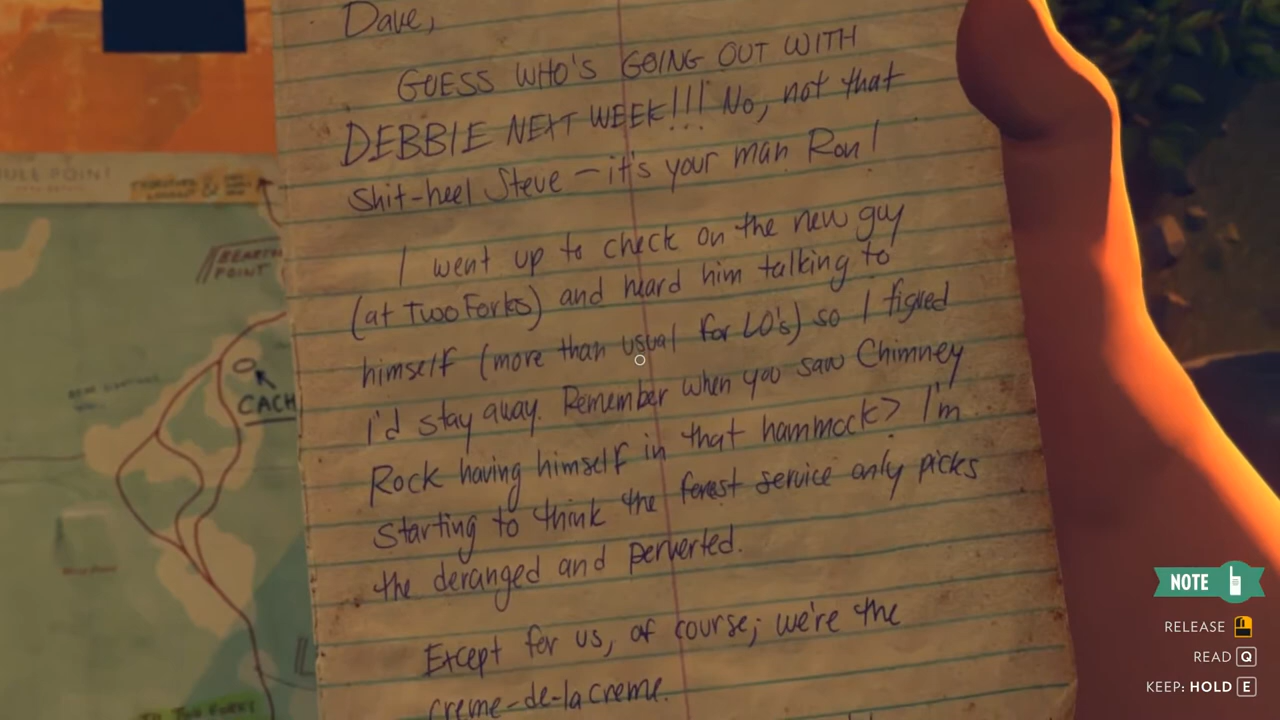 Dave,
GUESS WHO'S GOING OUT WITH
DEBBIE NEXT WEEK!!! No, not that
Shit-heel Steve – it's your man Ron!
I went up to check on the new guy
(at Two Forks) and heard him talking to
himself (more than usual for LO's) so I figred
I'd stay away. Remember when you saw Chimney
Rock having himself in that hammock? I'm
starting to think the forest service only picks
the deranged and perverted.
Except for us, of course; we're the
creme-de-la creme.
POINT
POINT
CACH
NOTE
RELEASE
READ Q
KEEP: HOLD E